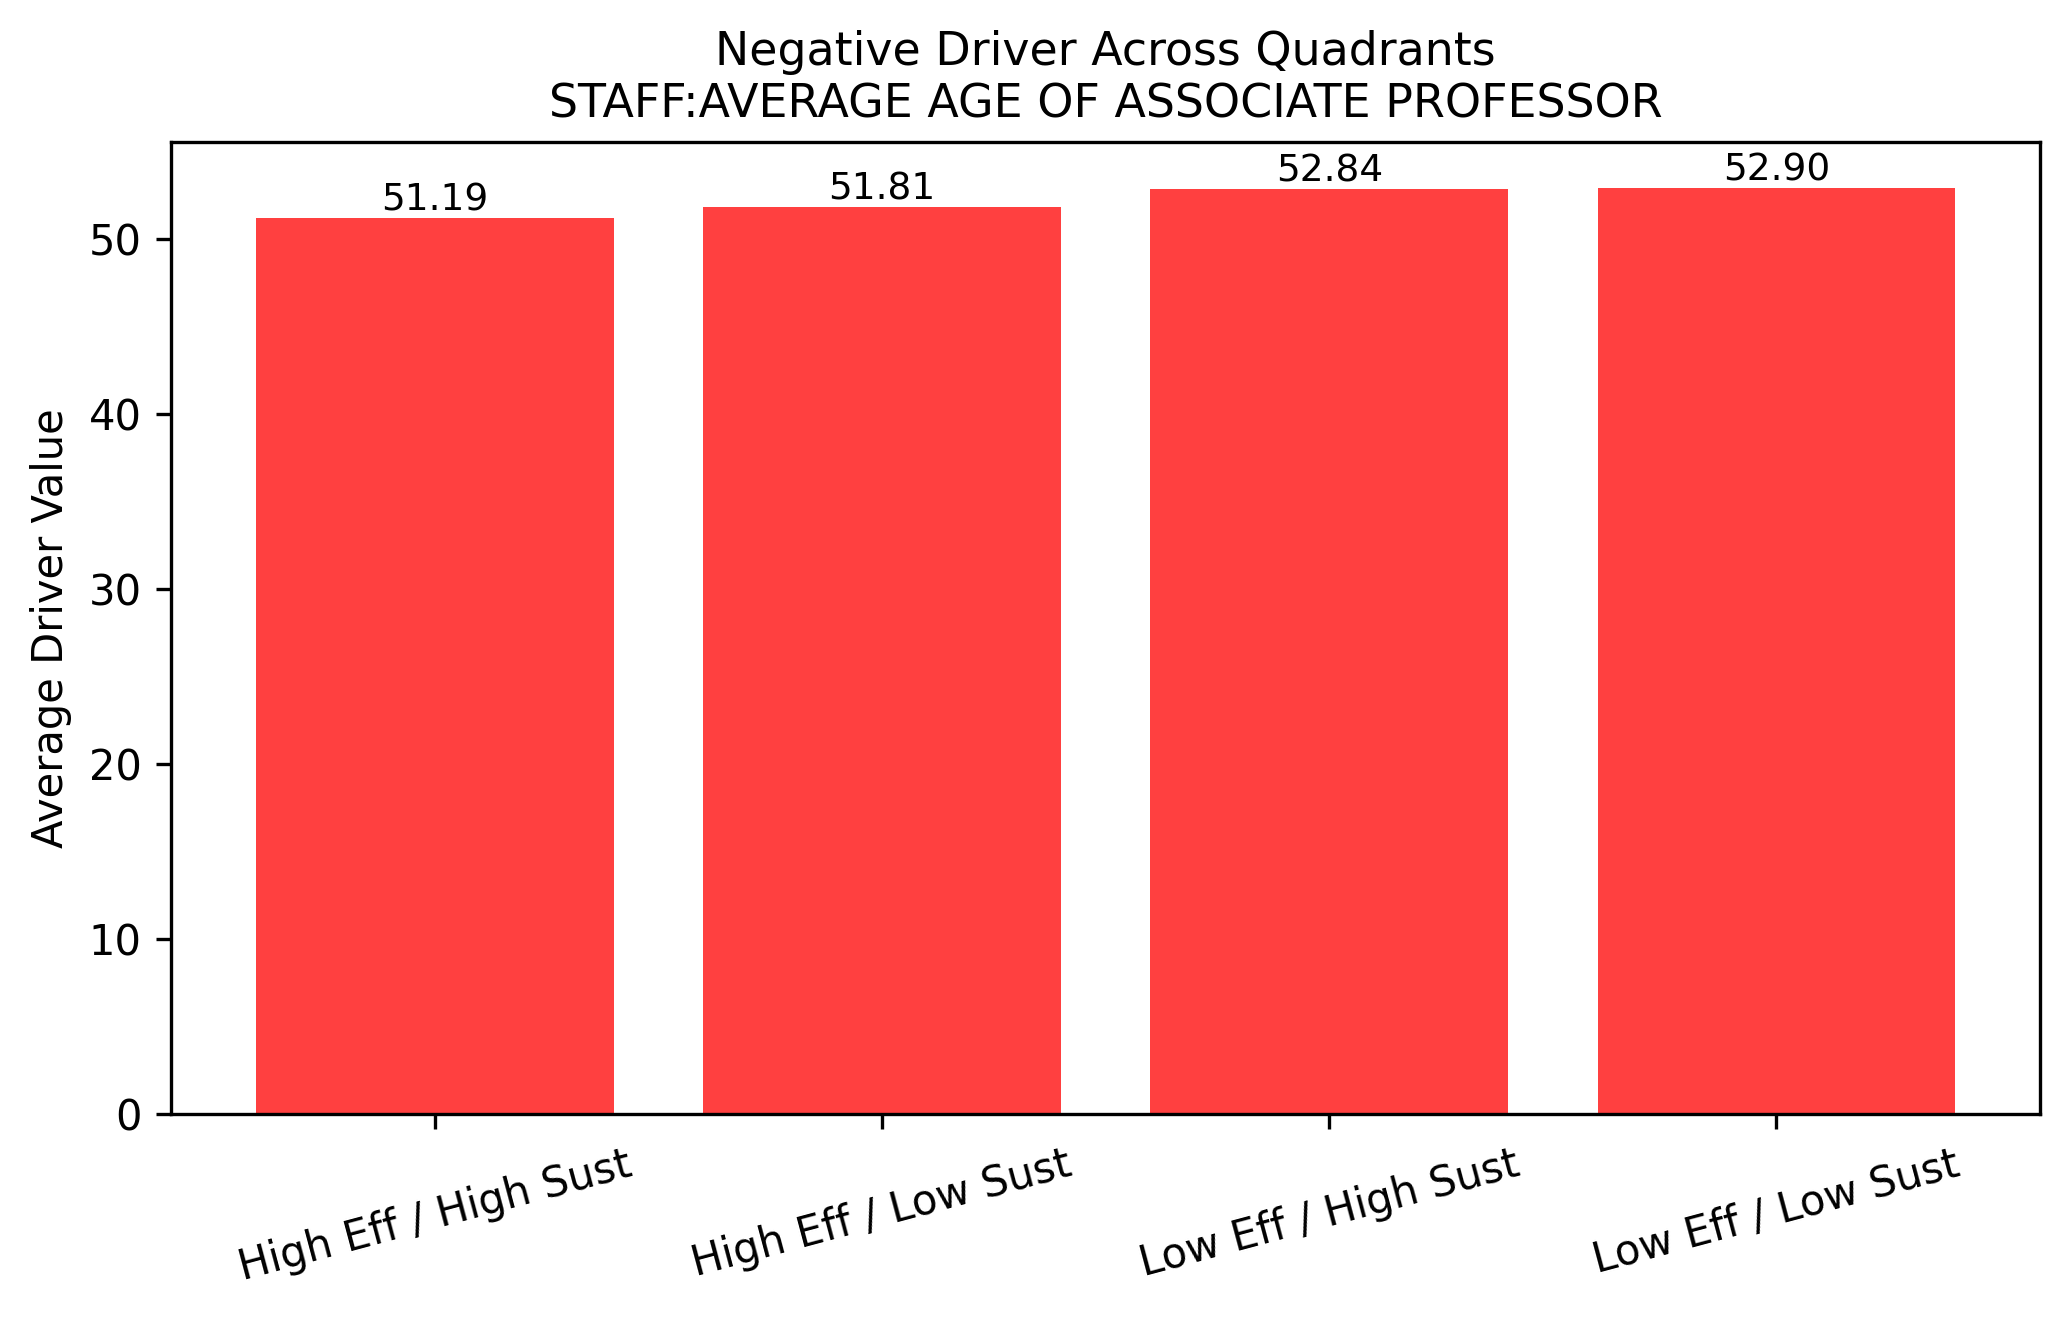 Negative Driver Across Quadrants
STAFF:AVERAGE AGE OF ASSOCIATE PROFESSOR
Average Driver Value
50
40
30
20
10
0
51.19
51.81
52.84
52.90
High Eff / High Sust
High Eff / Low Sust
Low Eff / High Sust
Low Eff / Low Sust